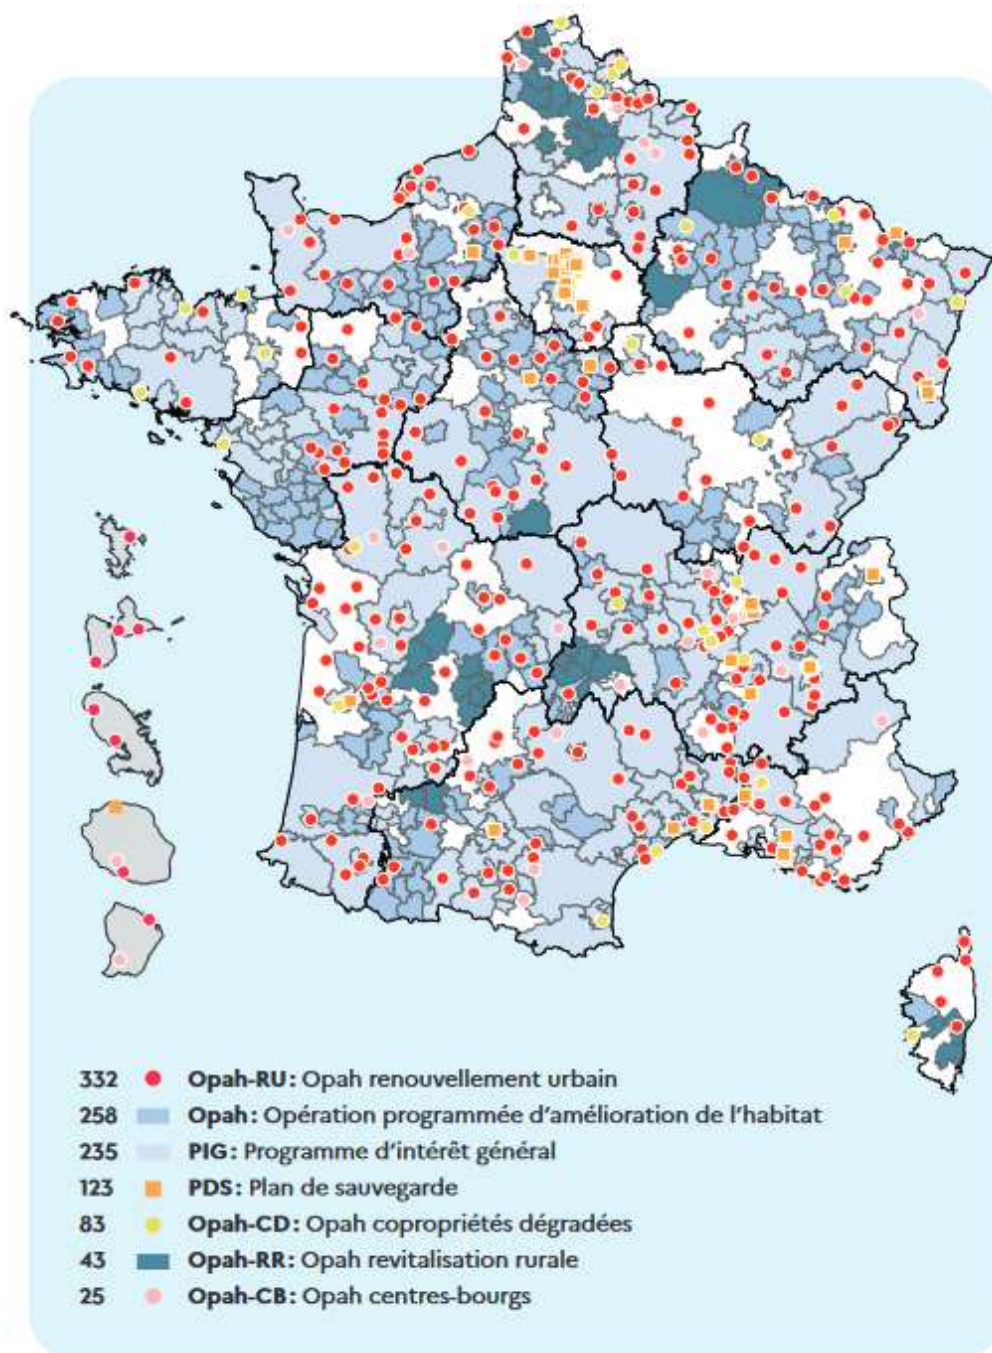 332 Opah-RU : Opah renouvellement urbain
258 Opah : Opération programmée d'amélioration de l'habitat
235 PIG : Programme d'intérêt général
123 PDS : Plan de sauvegarde
83 Opah-CD : Opah copropriétés dégradées
43 Opah-RR : Opah revitalisation rurale
25 Opah-CB : Opah centres-bourgs